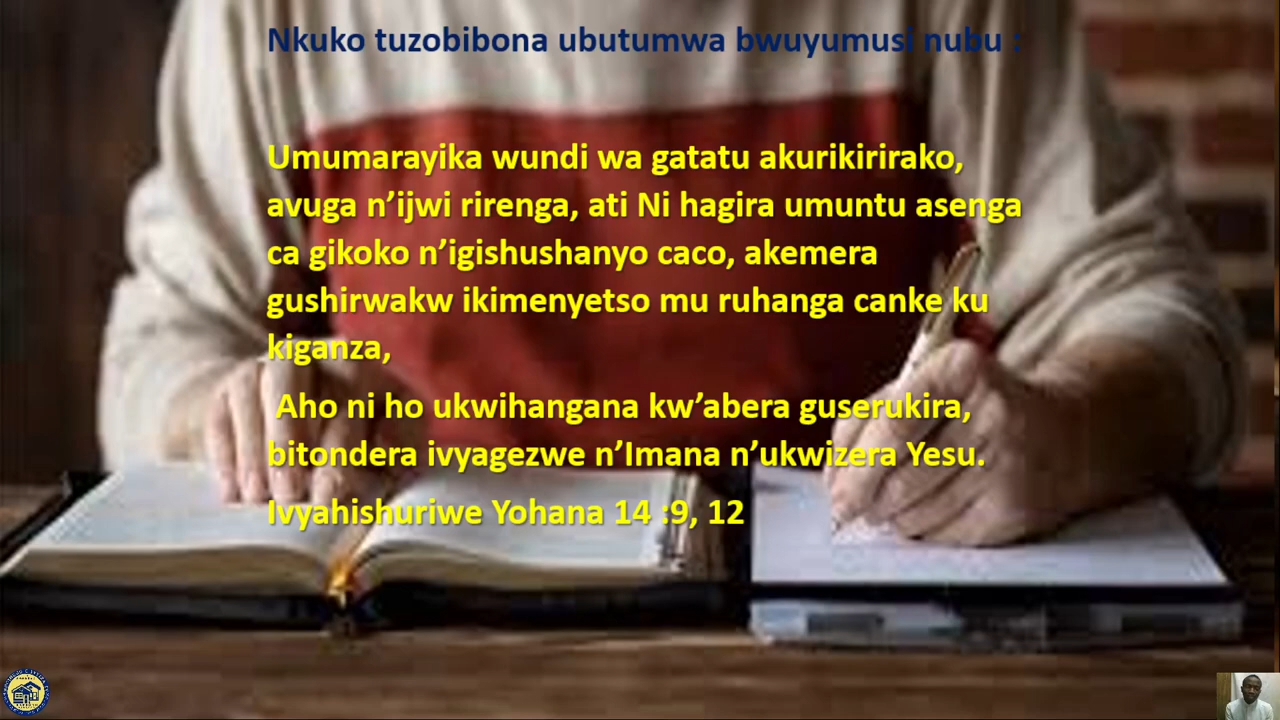 Nkuko tuzobibona ubutumwa bwuyumusi nubu :
Umumarayika wundi wa gatatu akurikirirako,
avuga n’ijwi rirenga, ati Ni hagira umuntu asenga
ca gikoko n’igishushanyo caco, akemera
gushirwakw ikimenyetso mu ruhanga canke ku
kiganza,
Aho ni ho ukwihangana kw’abera guserukira,
bitondera ivyagezwe n’Imana n’ukwizera Yesu.
Ivyahishuriwe Yohana 14 :9, 12